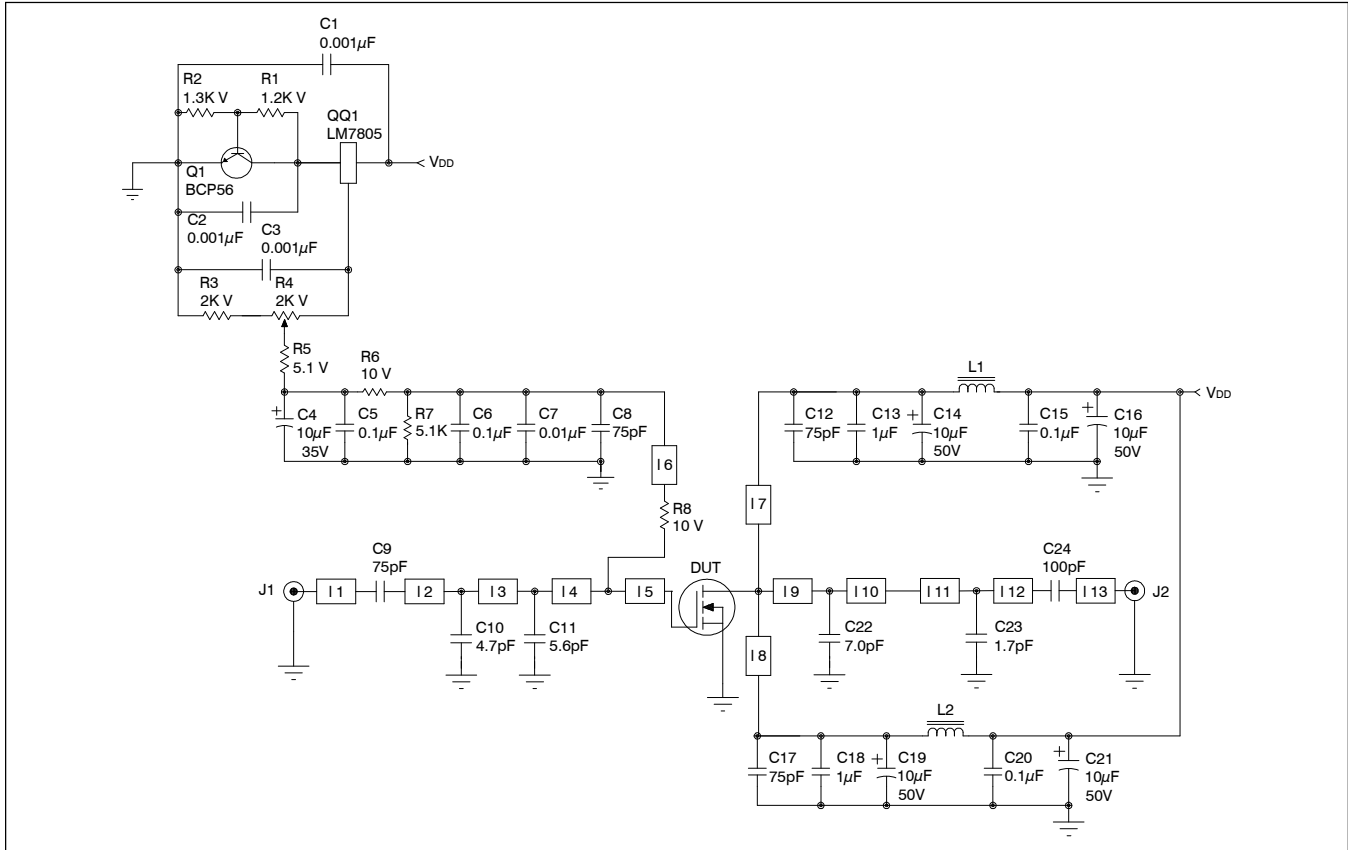 C1
0.001µF
R2
1.3K V
R1
1.2K V
QQ1
LM7805
VDD
Q1
BCP56
C2
0.001µF
C3
0.001µF
R3
2K V
R4
2K V
R5
5.1 V
R6
10 V
L1
VDD
+
C4
10µF
35V
C5
0.1µF
R7
5.1K
C6
0.1µF
C7
0.01µF
C8
75pF
C12
75pF
C13
1µF
+
C14
10µF
50V
C15
0.1µF
+
C16
10µF
50V
l6
l7
R8
10 V
C9
75pF
DUT
C24
100pF
J1
l1
l2
l3
l4
l5
l9
l10
l11
l12
l13
J2
C10
4.7pF
C11
5.6pF
C22
7.0pF
C23
1.7pF
l8
L2
C17
75pF
C18
1µF
+
C19
10µF
50V
C20
0.1µF
+
C21
10µF
50V